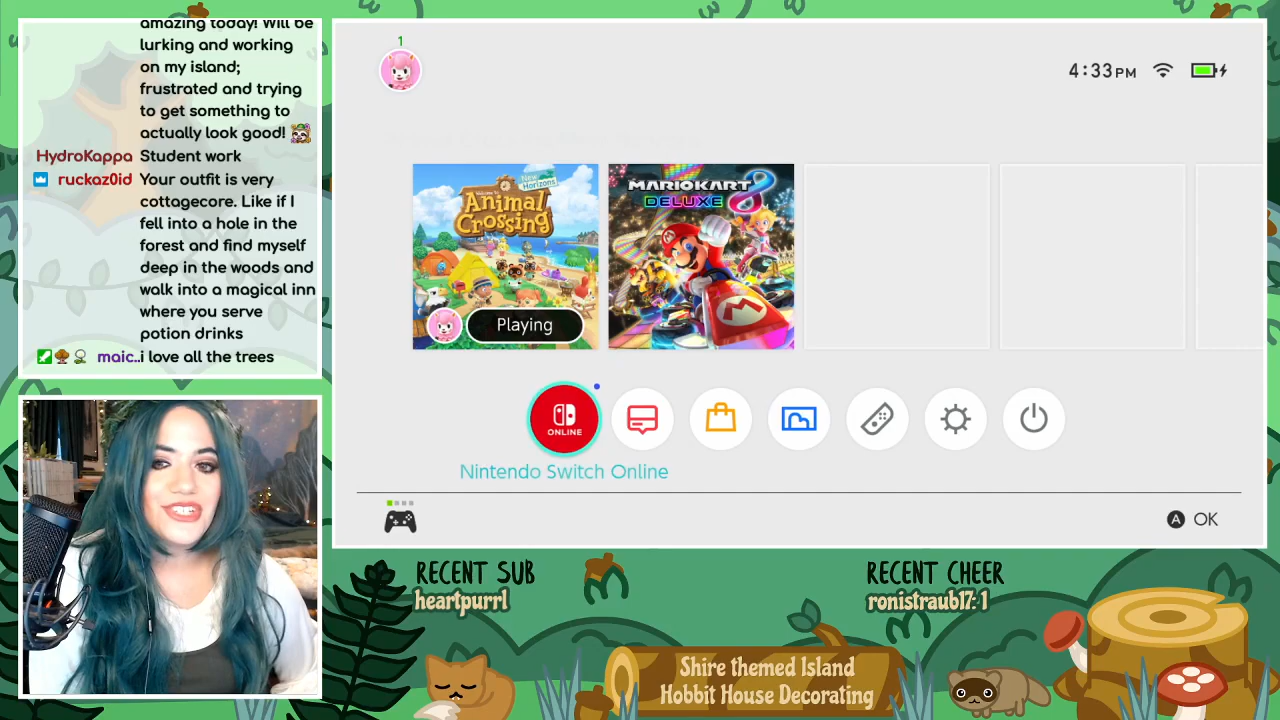 amazing today! Will be
lurking and working
on my island;
frustrated and trying
to get something to
actually look good!
HydroKappa Student work
ruckaz0id Your outfit is very
cottagecore. Like if I
fell into a hole in the
forest and find myself
deep in the woods and
walk into a magical inn
where you serve
potion drinks
maic.. i love all the trees
1
4:33PM
Welcome to
Animal Crossing
New Horizons
Playing
MARIOKART 8
DELUXE
ONLINE
Nintendo Switch Online
A OK
RECENT SUB
heartpurrl
RECENT CHEER
ronistraub17: 1
Shire themed Island
Hobbit House Decorating